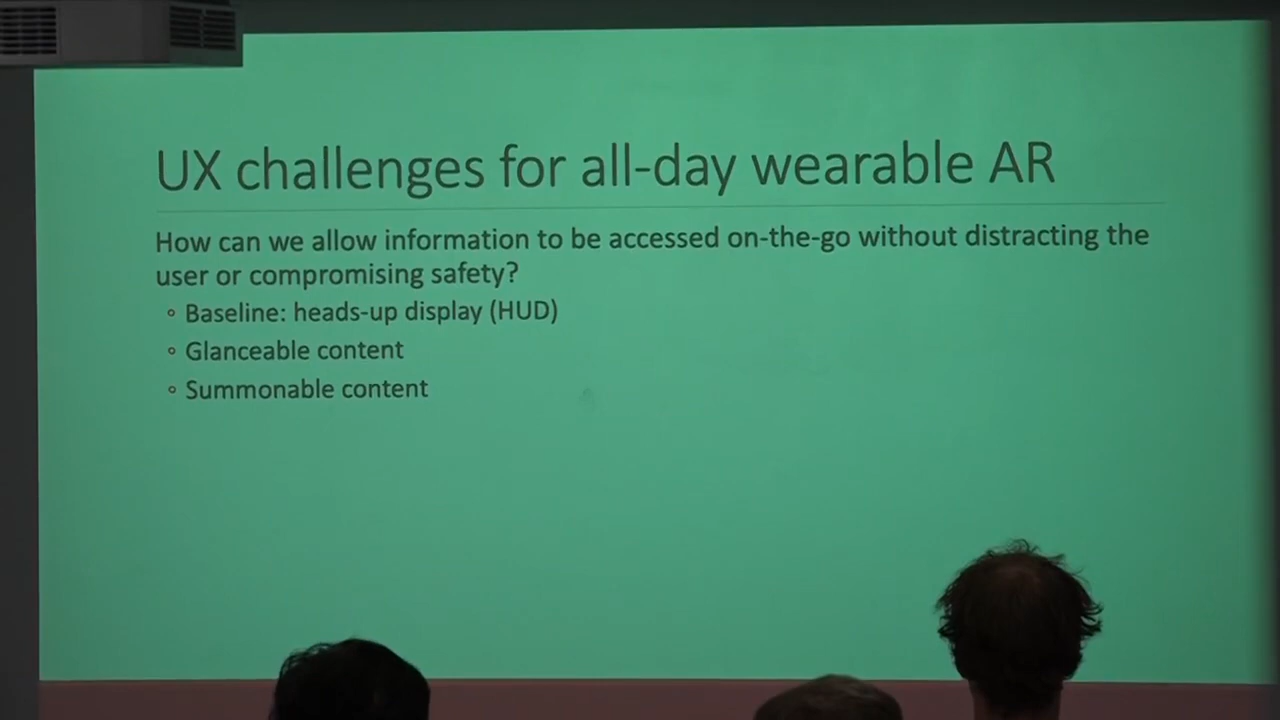 UX challenges for all-day wearable AR
How can we allow information to be accessed on-the-go without distracting the
user or compromising safety?
◦ Baseline: heads-up display (HUD)
◦ Glanceable content
◦ Summonable content